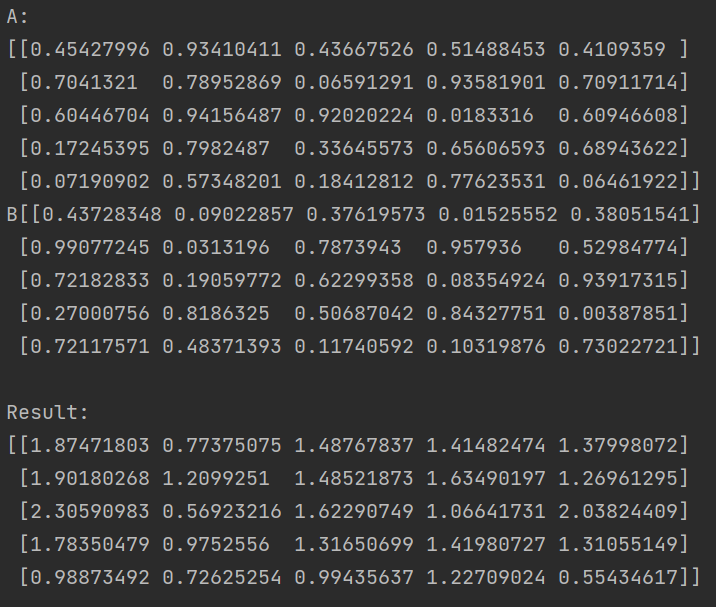 A:
[[0.45427996 0.93410411 0.43667526 0.51488453 0.4109359 ]
 [0.7041321  0.78952869 0.06591291 0.93581901 0.70911714]
 [0.60446704 0.94156487 0.92020224 0.0183316  0.60946608]
 [0.17245395 0.7982487  0.33645573 0.65606593 0.68943622]
 [0.07190902 0.57348201 0.18412812 0.77623531 0.06461922]]
B[[0.43728348 0.09022857 0.37619573 0.01525552 0.38051541]
 [0.99077245 0.0313196  0.7873943  0.957936   0.52984774]
 [0.72182833 0.19059772 0.62299358 0.08354924 0.93917315]
 [0.27000756 0.8186325  0.50687042 0.84327751 0.00387851]
 [0.72117571 0.48371393 0.11740592 0.10319876 0.73022721]]
Result:
[[1.87471803 0.77375075 1.48767837 1.41482474 1.37998072]
 [1.90180268 1.2099251  1.48521873 1.63490197 1.26961295]
 [2.30590983 0.56923216 1.62290749 1.06641731 2.03824409]
 [1.78350479 0.9752556  1.31650699 1.41980727 1.31055149]
 [0.98873492 0.72625254 0.99435637 1.22709024 0.55434617]]